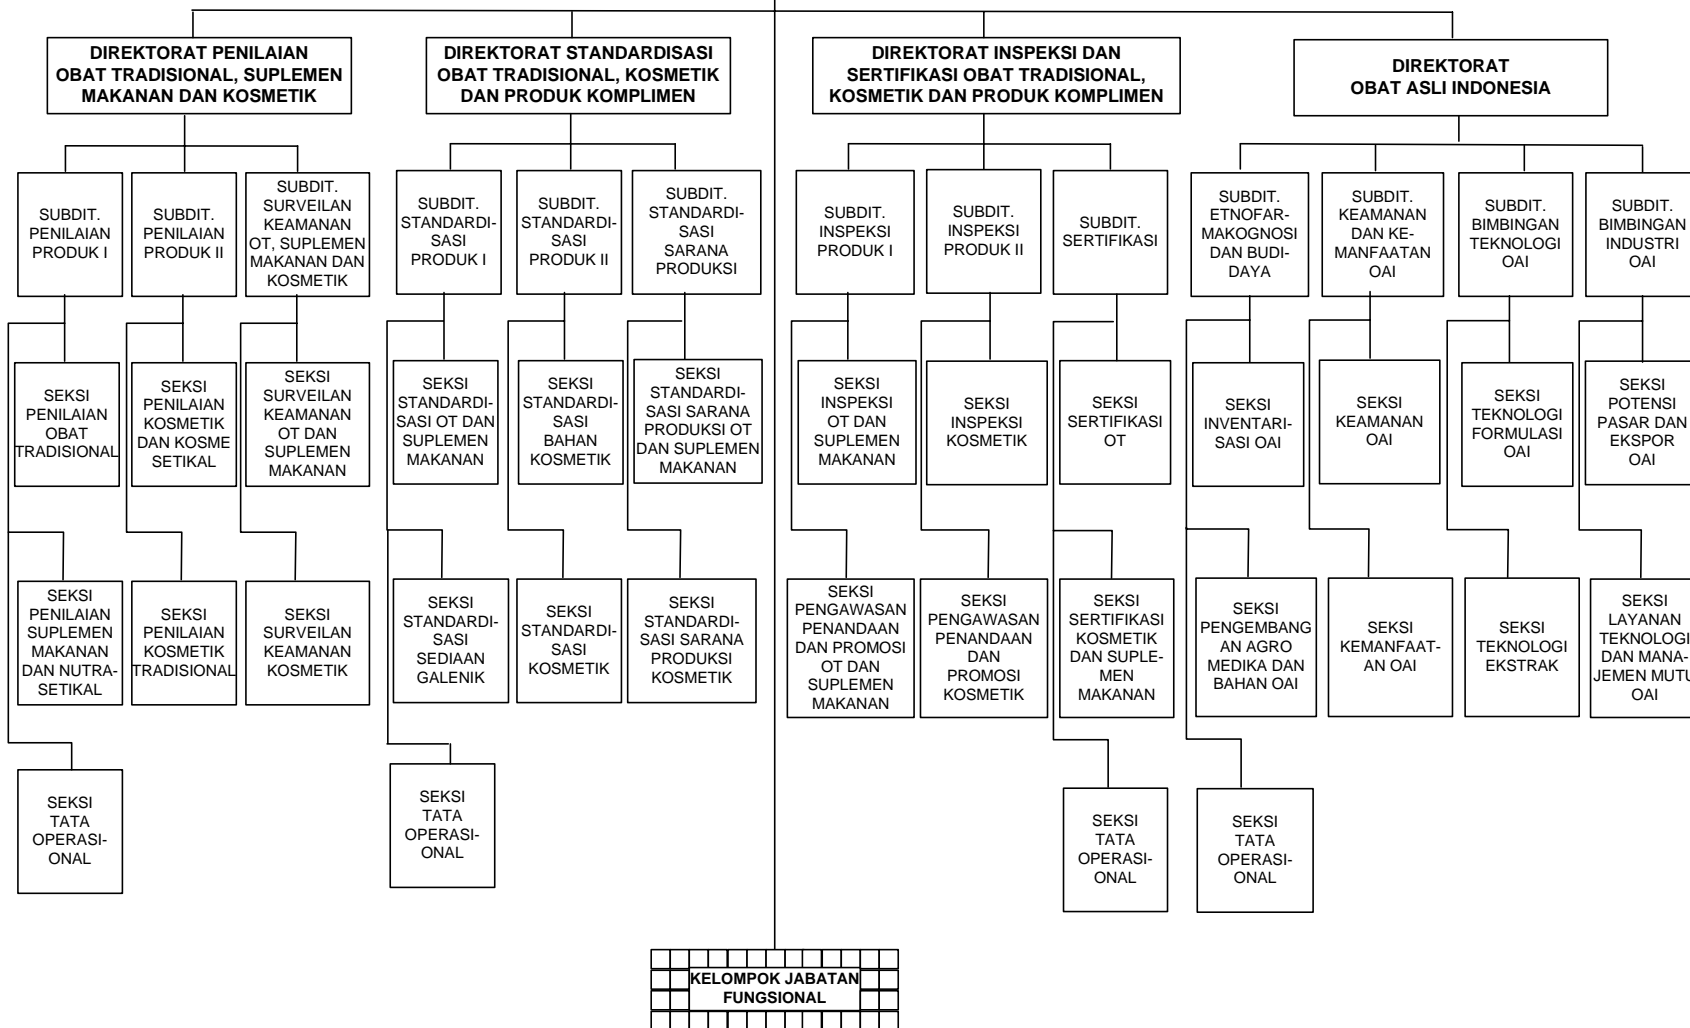 DIREKTORAT PENILAIAN
OBAT TRADISIONAL, SUPLEMEN
MAKANAN DAN KOSMETIK
DIREKTORAT STANDARDISASI
OBAT TRADISIONAL, KOSMETIK
DAN PRODUK KOMPLIMEN
DIREKTORAT INSPEKSI DAN
SERTIFIKASI OBAT TRADISIONAL,
KOSMETIK DAN PRODUK KOMPLIMEN
DIREKTORAT
OBAT ASLI INDONESIA
SUBDIT.
PENILAIAN
PRODUK I
SUBDIT.
PENILAIAN
PRODUK II
SUBDIT.
SURVEILAN
KEAMANAN
OT, SUPLEMEN
MAKANAN DAN
KOSMETIK
SUBDIT.
STANDARDI-
SASI
PRODUK I
SUBDIT.
STANDARDI-
SASI
PRODUK II
SUBDIT.
STANDARDI-
SASI
SARANA
PRODUKSI
SUBDIT.
INSPEKSI
PRODUK I
SUBDIT.
INSPEKSI
PRODUK II
SUBDIT.
SERTIFIKASI
SUBDIT.
ETNOFAR-
MAKOGNOSI
DAN BUDI-
DAYA
SUBDIT.
KEAMANAN
DAN KE-
MANFAATAN
OAI
SUBDIT.
BIMBINGAN
TEKNOLOGI
OAI
SUBDIT.
BIMBINGAN
INDUSTRI
OAI
SEKSI
PENILAIAN
OBAT
TRADISIONAL
SEKSI
PENILAIAN
KOSMETIK
DAN KOSME
SETIKAL
SEKSI
SURVEILAN
KEAMANAN
OT DAN
SUPLEMEN
MAKANAN
SEKSI
STANDARDI-
SASI OT DAN
SUPLEMEN
MAKANAN
SEKSI
STANDARDI-
SASI
BAHAN
KOSMETIK
SEKSI
STANDARDI-
SASI SARANA
PRODUKSI OT
DAN SUPLEMEN
MAKANAN
SEKSI
INSPEKSI
OT DAN
SUPLEMEN
MAKANAN
SEKSI
INSPEKSI
KOSMETIK
SEKSI
SERTIFIKASI
OT
SEKSI
INVENTARI-
SASI OAI
SEKSI
KEAMANAN
OAI
SEKSI
TEKNOLOGI
FORMULASI
OAI
SEKSI
POTENSI
PASAR DAN
EKSPOR
OAI
SEKSI
PENILAIAN
SUPLEMEN
MAKANAN
DAN NUTRA-
SETIKAL
SEKSI
PENILAIAN
KOSMETIK
TRADISIONAL
SEKSI
SURVEILAN
KEAMANAN
KOSMETIK
SEKSI
STANDARDI-
SASI
SEDIAAN
GALENIK
SEKSI
STANDARDI-
SASI
KOSMETIK
SEKSI
STANDARDI-
SASI SARANA
PRODUKSI
KOSMETIK
SEKSI
PENGAWASAN
PENANDAAN
DAN PROMOSI
OT DAN
SUPLEMEN
MAKANAN
SEKSI
PENGAWASAN
PENANDAAN
DAN
PROMOSI
KOSMETIK
SEKSI
SERTIFIKASI
KOSMETIK
DAN SUPLE-
MEN
MAKANAN
SEKSI
PENGEMBANG
AN AGRO
MEDIKA DAN
BAHAN OAI
SEKSI
KEMANFAAT-
AN OAI
SEKSI
TEKNOLOGI
EKSTRAK
SEKSI
LAYANAN
TEKNOLOGI
DAN MANA-
JEMEN MUTU
OAI
SEKSI
TATA
OPERASI-
ONAL
SEKSI
TATA
OPERASI-
ONAL
SEKSI
TATA
OPERASI-
ONAL
SEKSI
TATA
OPERASI-
ONAL
KELOMPOK JABATAN
FUNGSIONAL